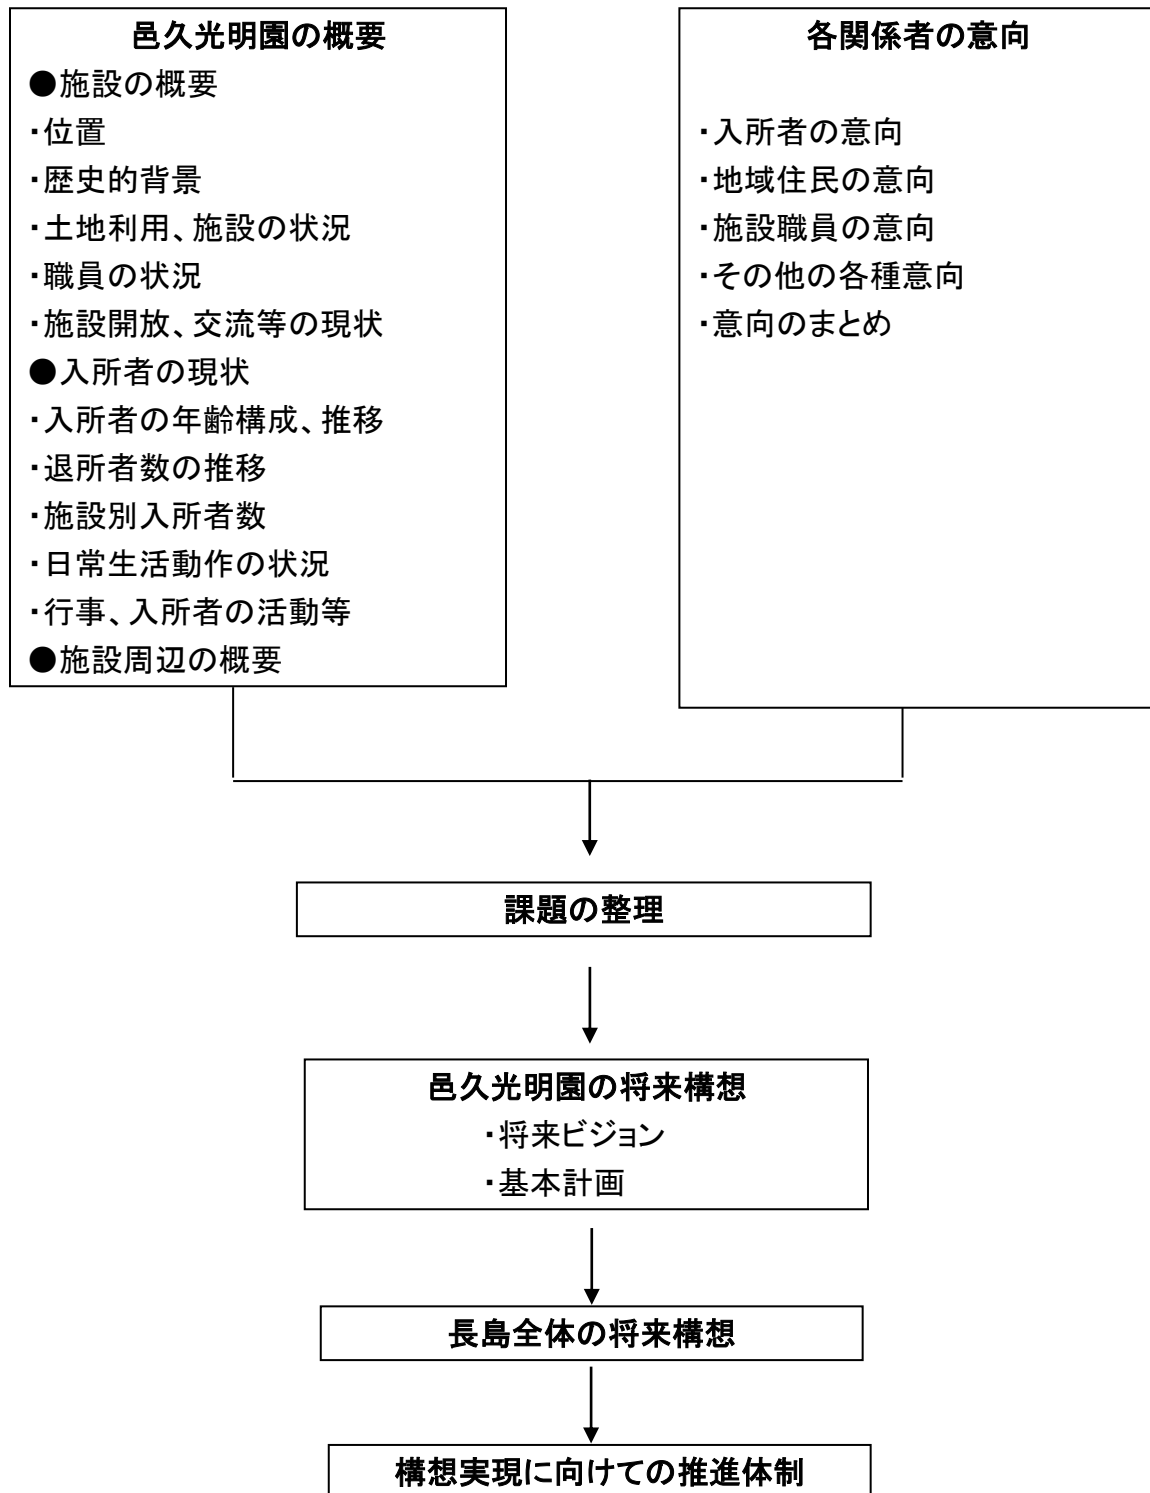 邑久光明園の概要
●施設の概要
・位置
・歴史的背景
・土地利用、施設の状況
・職員の状況
・施設開放、交流等の現状
●入所者の現状
・入所者の年齢構成、推移
・退所者数の推移
・施設別入所者数
・日常生活動作の状況
・行事、入所者の活動等
●施設周辺の概要
各関係者の意向
・入所者の意向
・地域住民の意向
・施設職員の意向
・その他の各種意向
・意向のまとめ
課題の整理
邑久光明園の将来構想
・将来ビジョン
・基本計画
長島全体の将来構想
構想実現に向けての推進体制